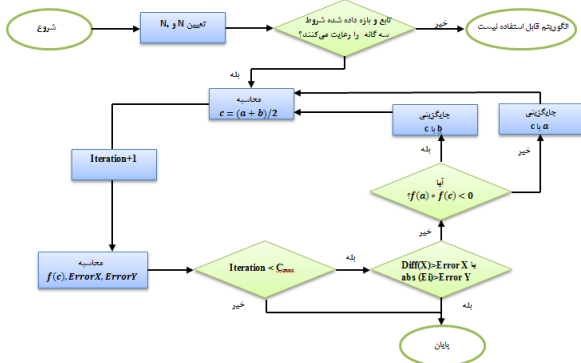 شروع
تعیین N و Nₑ
تابع و بازه داده شده شروط
سه گانه را رعایت می‌کنند؟
خیر
الگوریتم قابل استفاده نیست
بله
محاسبه
c = (a + b)/2
جایگزینی
b با c
جایگزینی
a با c
بله
خیر
Iteration+1
آیا
f(a) * f(c) < 0؟
خیر
محاسبه
f(c), ErrorX, ErrorY
Iteration < Cₘₐₓ
بله
Diff(X)>Error X یا
abs (Ei)>Error Y
خیر
بله
پایان